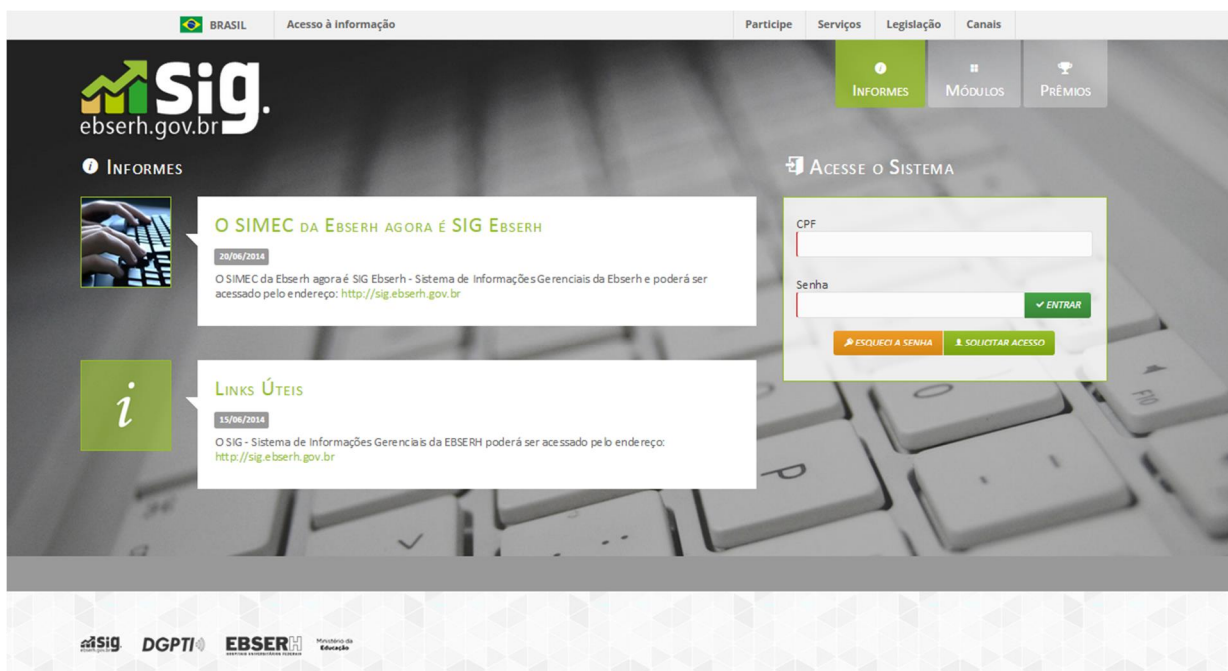 BRASIL Acesso à informação Participe Serviços Legislação Canais
Sig.
ebserh.gov.br
INFORMES MÓDULOS PRÊMIOS
INFORMES
ACESSE O SISTEMA
O SIMEC DA EBSERH AGORA É SIG EBSERH
20/06/2014
O SIMEC da Ebserh agora é SIG Ebserh - Sistema de Informações Gerenciais da Ebserh e poderá ser
acessado pelo endereço: http://sig.ebserh.gov.br
CPF
Senha
ENTRAR
ESQUECI A SENHA SOLICITAR ACESSO
i
LINKS ÚTEIS
15/06/2014
O SIG - Sistema de Informações Gerenciais da EBSERH poderá ser acessado pelo endereço:
http://sig.ebserh.gov.br
Sig. DGPTI EBSERH Ministério da
Educação